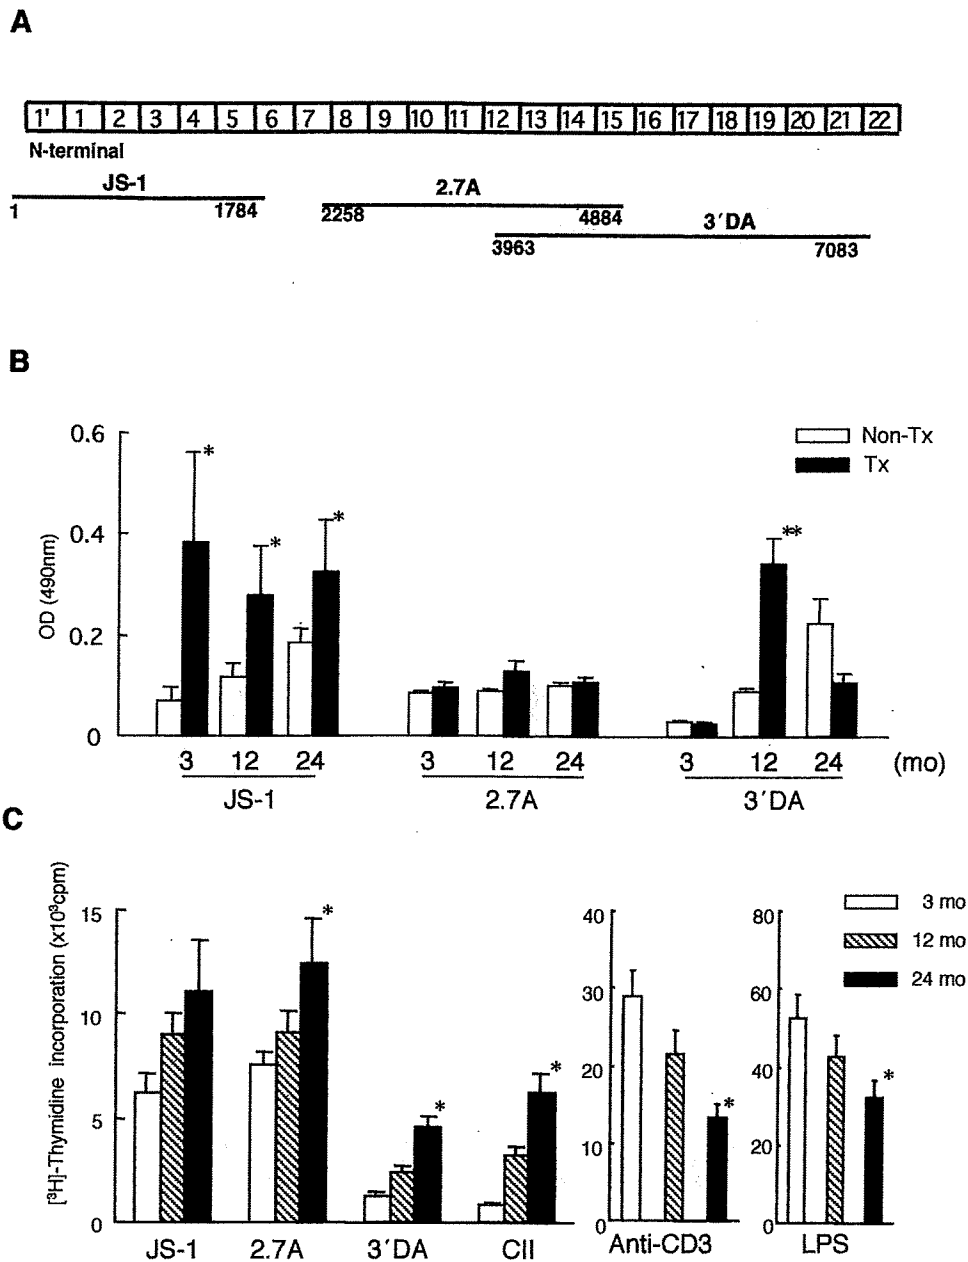 A
1' 1 2 3 4 5 6 7 8 9 10 11 12 13 14 15 16 17 18 19 20 21 22
N-terminal
JS-1
2.7A
1 1784 2258 4884
3'DA
3963 7083
B
0.6
0.4
0.2
0
OD (490nm)
Non-Tx
Tx
*
*
*
**
3 12 24 3 12 24 3 12 24 (mo)
JS-1 2.7A 3'DA
C
[3H]-Thymidine incorporation (x10³cpm)
15
10
5
0
*
*
*
JS-1 2.7A 3'DA CII
40
30
20
10
0
*
Anti-CD3
80
60
40
20
0
*
LPS
3 mo
12 mo
24 mo